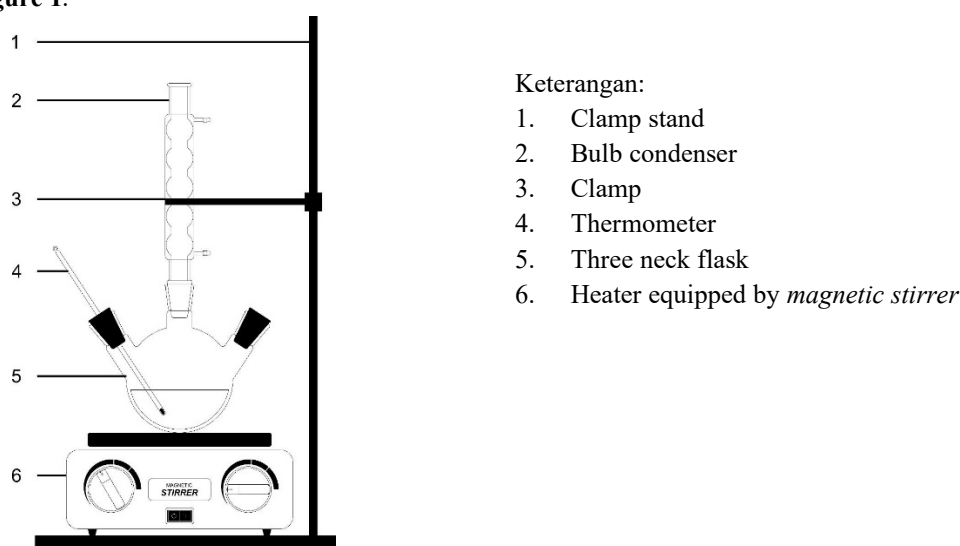 gure 1.
1
2
3
4
5
6
MAGNETIC
STIRRER
Keterangan:
1. Clamp stand
2. Bulb condenser
3. Clamp
4. Thermometer
5. Three neck flask
6. Heater equipped by magnetic stirrer